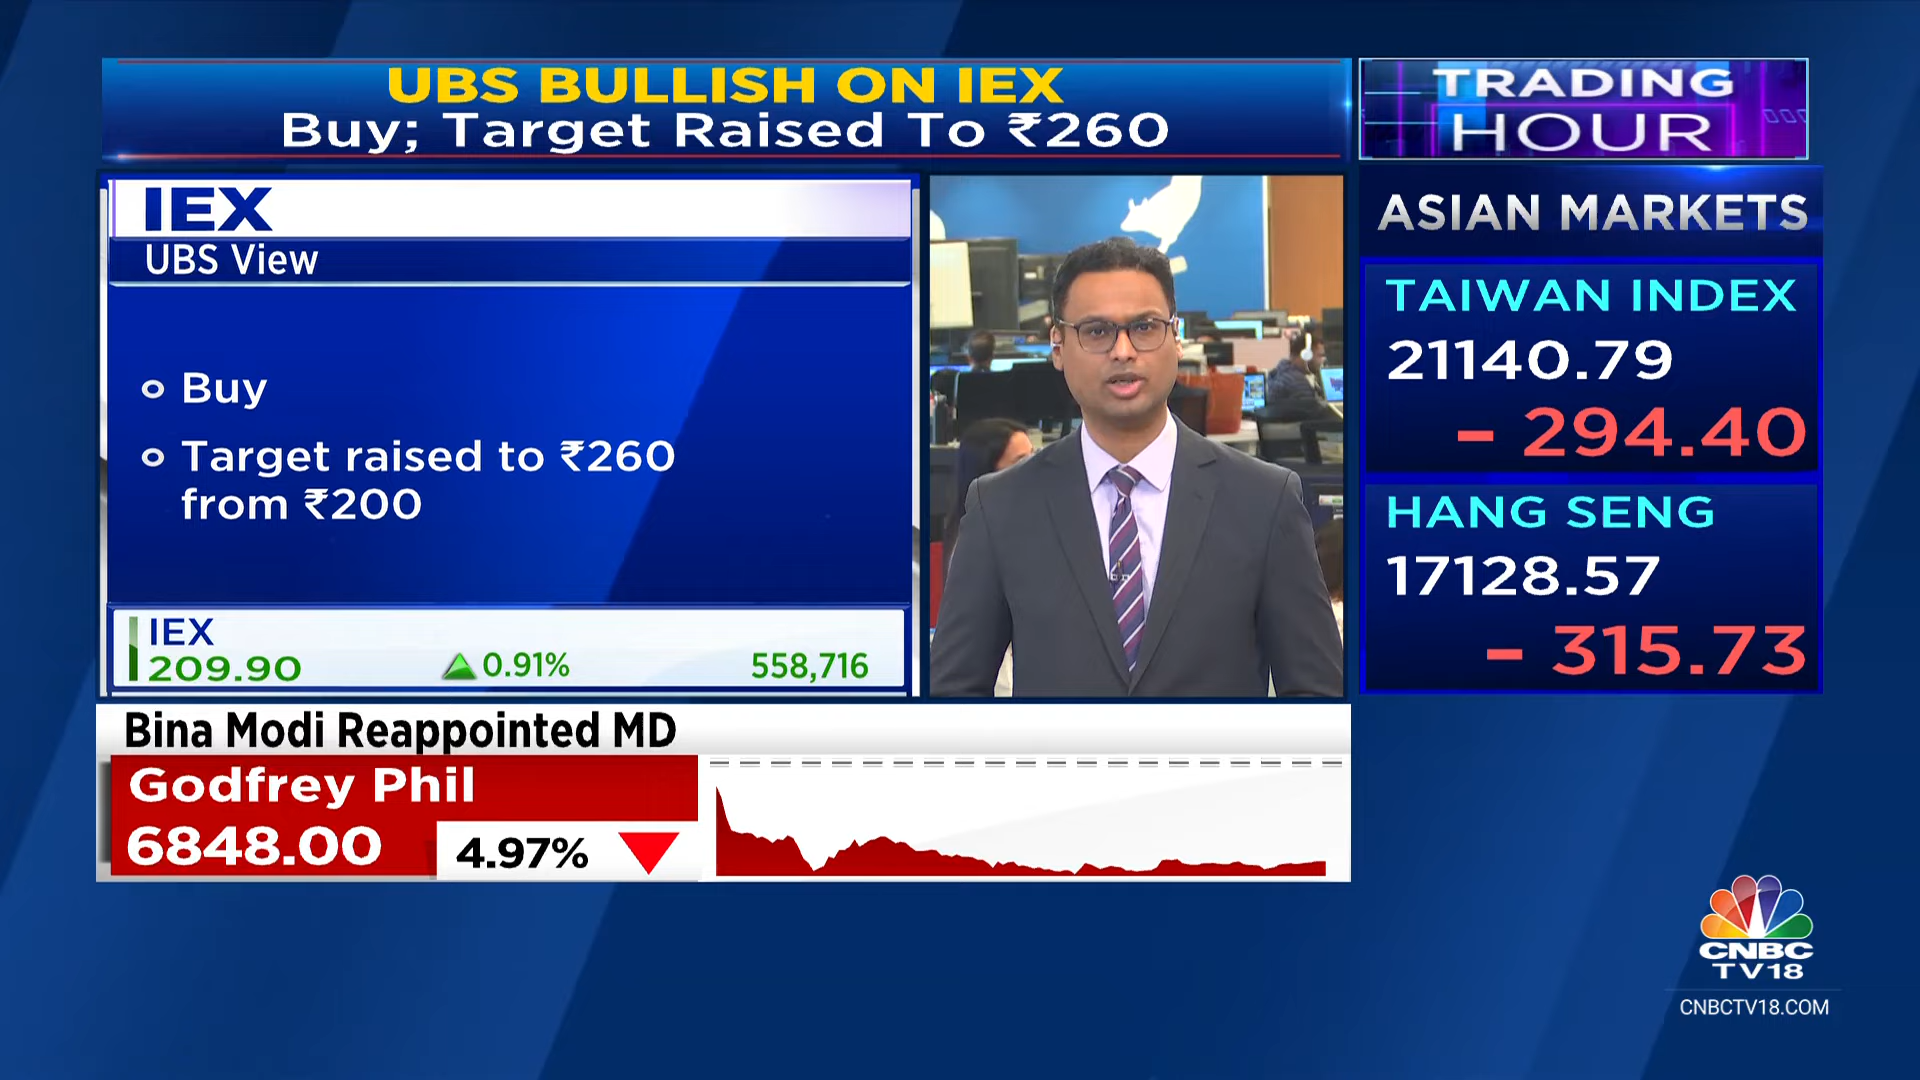 UBS BULLISH ON IEX
Buy; Target Raised To ₹260
TRADING
HOUR
IEX
UBS View
Buy
Target raised to ₹260
from ₹200
IEX
209.90 0.91% 558,716
ASIAN MARKETS
TAIWAN INDEX
21140.79
- 294.40
HANG SENG
17128.57
- 315.73
Bina Modi Reappointed MD
Godfrey Phil
6848.00 4.97%
CNBC
TV18
CNBCTV18.COM